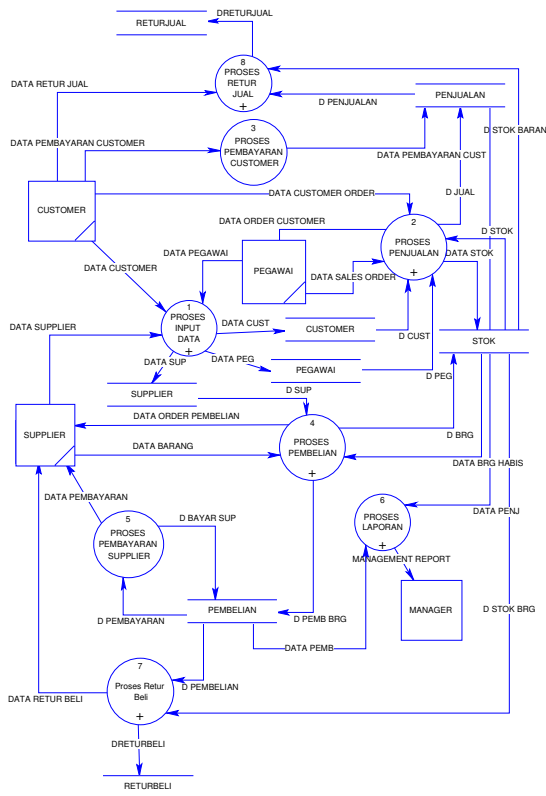 DRETURJUAL
RETURJUAL
8
PROSES
RETUR
JUAL
+
DATA RETUR JUAL
PENJUALAN
D PENJUALAN
3
PROSES
PEMBAYARAN
CUSTOMER
D STOK BARAN
DATA PEMBAYARAN CUSTOMER
DATA PEMBAYARAN CUST
CUSTOMER
DATA CUSTOMER ORDER
D JUAL
DATA ORDER CUSTOMER
2
PROSES
PENJUALAN
+
D STOK
DATA STOK
DATA PEGAWAI
PEGAWAI
DATA SALES ORDER
DATA CUSTOMER
1
PROSES
INPUT
DATA
+
DATA CUST
CUSTOMER
D CUST
STOK
DATA SUPPLIER
DATA SUP
DATA PEG
PEGAWAI
D PEG
SUPPLIER
D SUP
DATA ORDER PEMBELIAN
4
PROSES
PEMBELIAN
+
D BRG
SUPPLIER
DATA BARANG
DATA BRG HABIS
DATA PEMBAYARAN
5
PROSES
PEMBAYARAN
SUPPLIER
D BAYAR SUP
6
PROSES
LAPORAN
+
DATA PENJ
MANAGEMENT REPORT
MANAGER
PEMBELIAN
D PEMBAYARAN
D PEMB BRG
D STOK BRG
DATA PEMB
7
Proses Retur
Beli
+
D PEMBELIAN
DATA RETUR BELI
DRETURBELI
RETURBELI